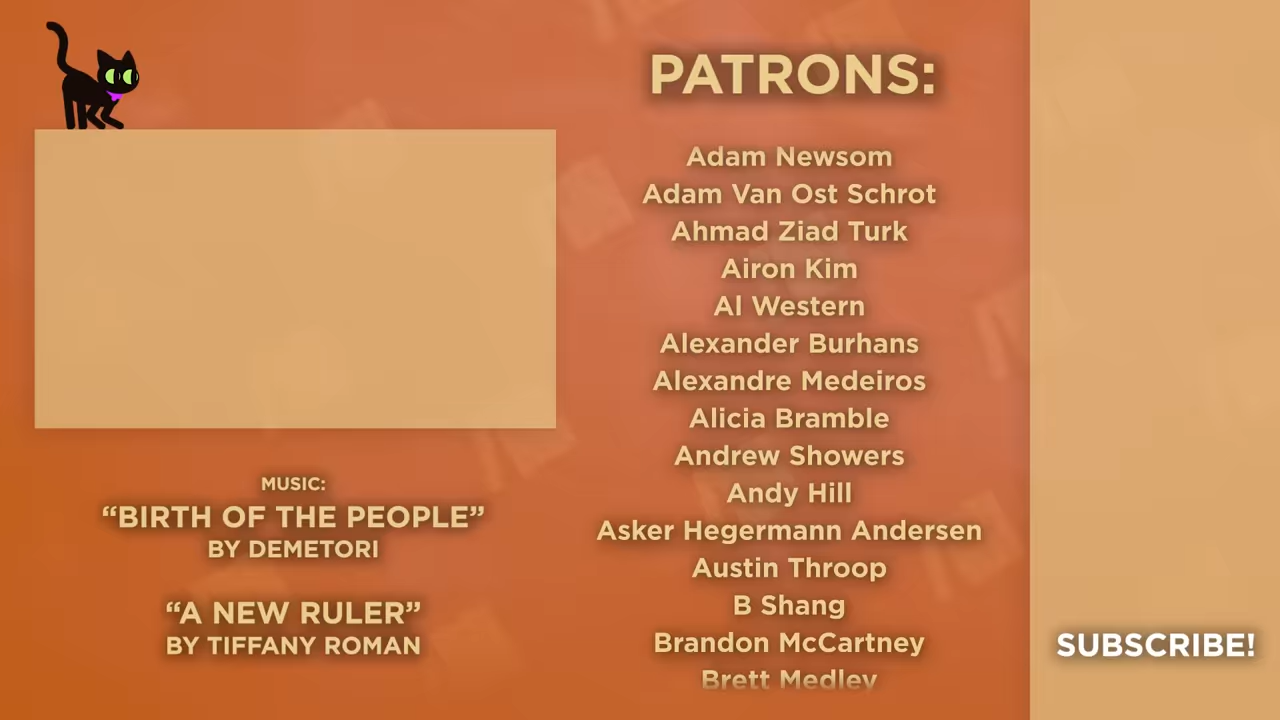 PATRONS:
Adam Newsom
Adam Van Ost Schrot
Ahmad Ziad Turk
Airon Kim
Al Western
Alexander Burhans
Alexandre Medeiros
Alicia Bramble
Andrew Showers
Andy Hill
Asker Hegermann Andersen
Austin Throop
B Shang
Brandon McCartney
Brett Medley
MUSIC:
“BIRTH OF THE PEOPLE”
BY DEMETORI
“A NEW RULER”
BY TIFFANY ROMAN
SUBSCRIBE!